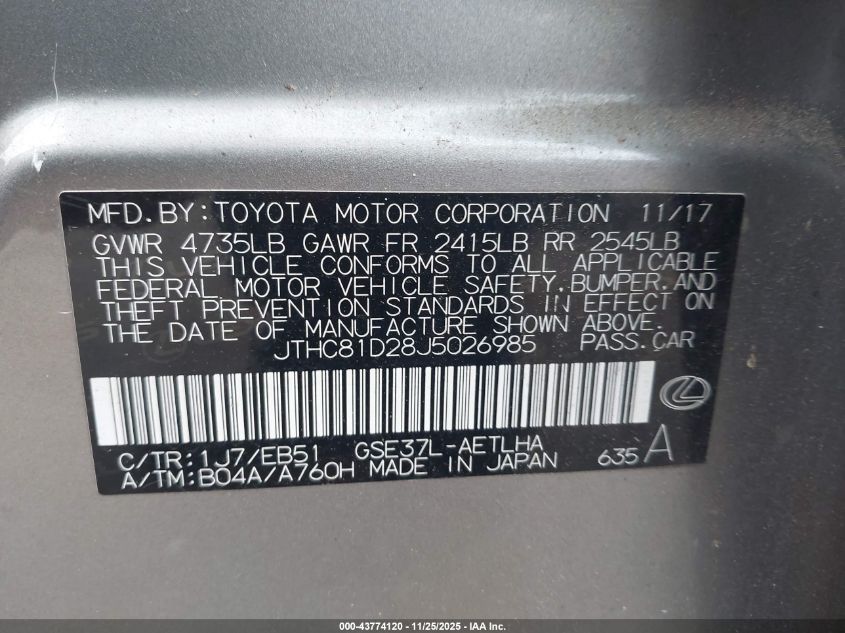 MFD.BY:TOYOTA MOTOR CORPORATION 11/17
GVWR 4735LB GAWR FR 2415LB RR 2545LB
THIS VEHICLE CONFORMS TO ALL APPLICABLE
FEDERAL MOTOR VEHICLE SAFETY,BUMPER,AND
THEFT PREVENTION STANDARDS IN EFFECT ON
THE DATE OF MANUFACTURE SHOWN ABOVE.
JTHC81D28J5026985 PASS.CAR
C/TR:1J7/EB51 GSE37L-AETLHA
A/TM:B04A/A760H MADE IN JAPAN 635 A
000-43774120 - 11/25/2025 - IAA Inc.